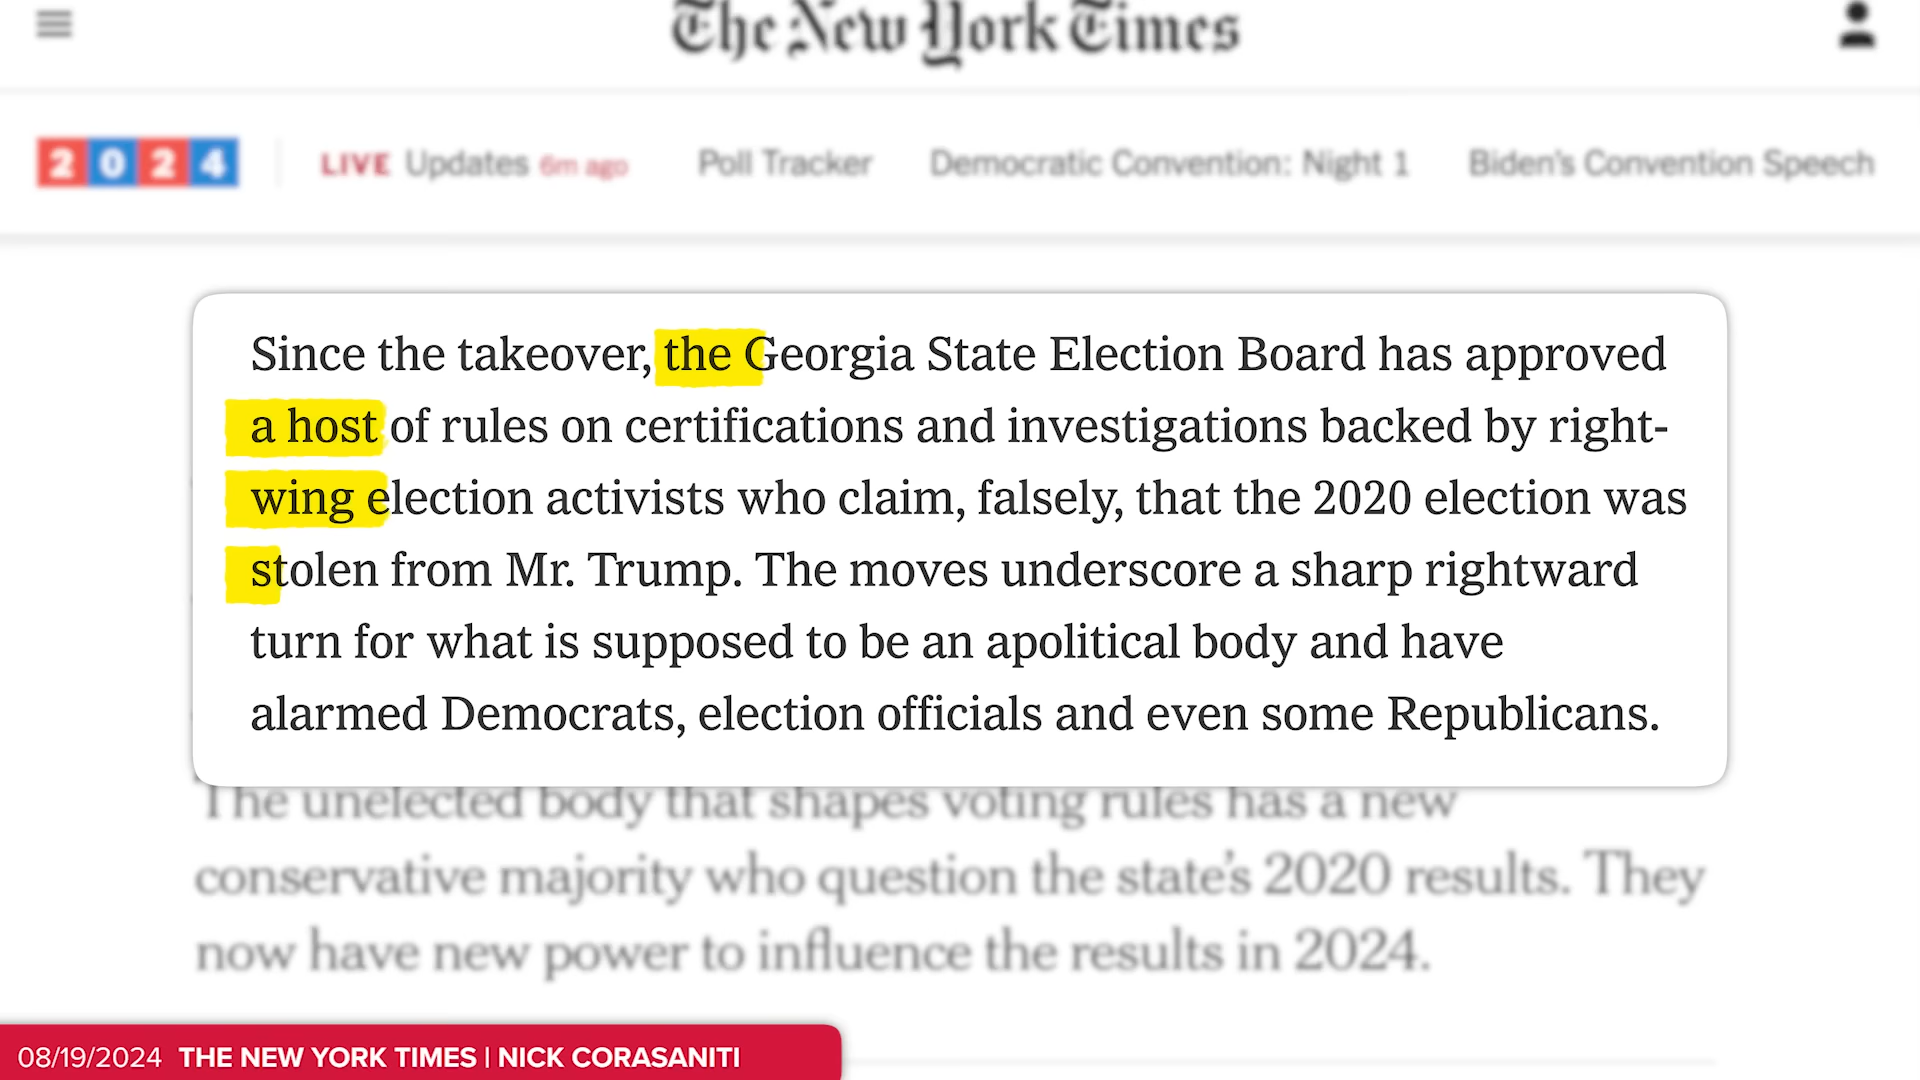 The New York Times
2024 LIVE Updates 6m ago Poll Tracker Democratic Convention: Night 1 Biden's Convention Speech
Since the takeover, the Georgia State Election Board has approved
a host of rules on certifications and investigations backed by right-
wing election activists who claim, falsely, that the 2020 election was
stolen from Mr. Trump. The moves underscore a sharp rightward
turn for what is supposed to be an apolitical body and have
alarmed Democrats, election officials and even some Republicans.
The unelected body that shapes voting rules has a new
conservative majority who question the state's 2020 results. They
now have new power to influence the results in 2024.
08/19/2024 THE NEW YORK TIMES | NICK CORASANITI